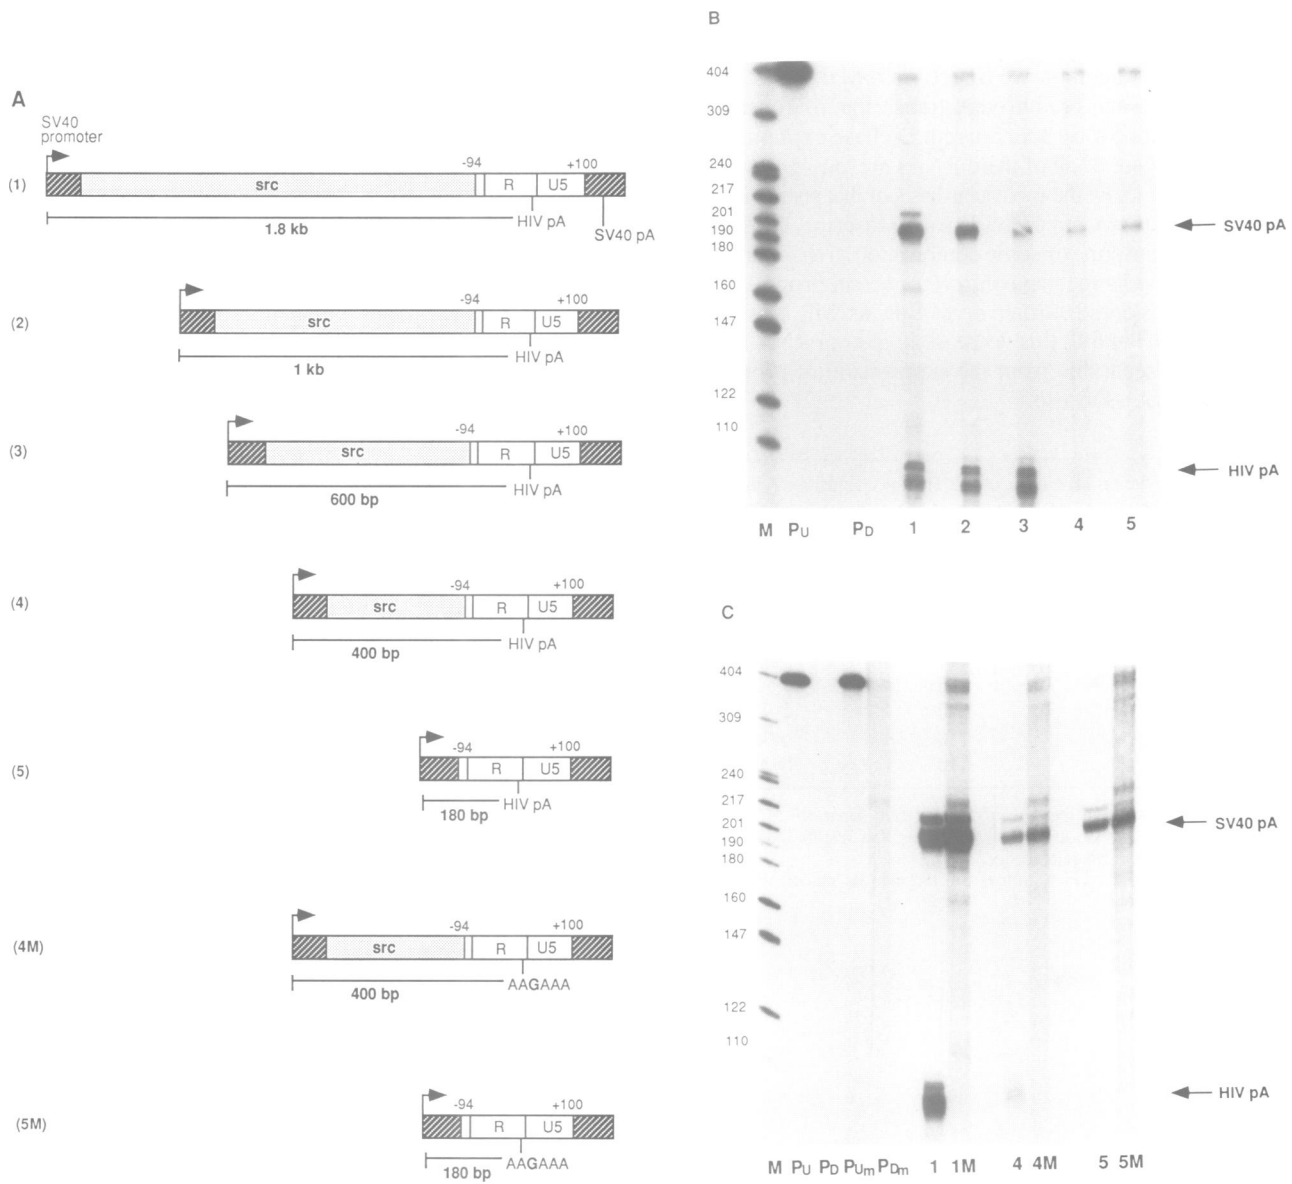 A
SV40
promoter
(1)
src
-94
R
U5
+100
HIV pA
SV40 pA
1.8 kb
(2)
src
-94
R
U5
+100
HIV pA
1 kb
(3)
src
-94
R
U5
+100
HIV pA
600 bp
(4)
src
-94
R
U5
+100
HIV pA
400 bp
(5)
-94
R
U5
+100
HIV pA
180 bp
(4M)
src
-94
R
U5
+100
AAGAAA
400 bp
(5M)
-94
R
U5
+100
AAGAAA
180 bp
B
404
309
240
217
201
190
180
160
147
122
110
SV40 pA
HIV pA
M PU PD 1 2 3 4 5
C
404
309
240
217
201
190
180
160
147
122
110
SV40 pA
HIV pA
M PU PD PUm PDm 1 1M 4 4M 5 5M